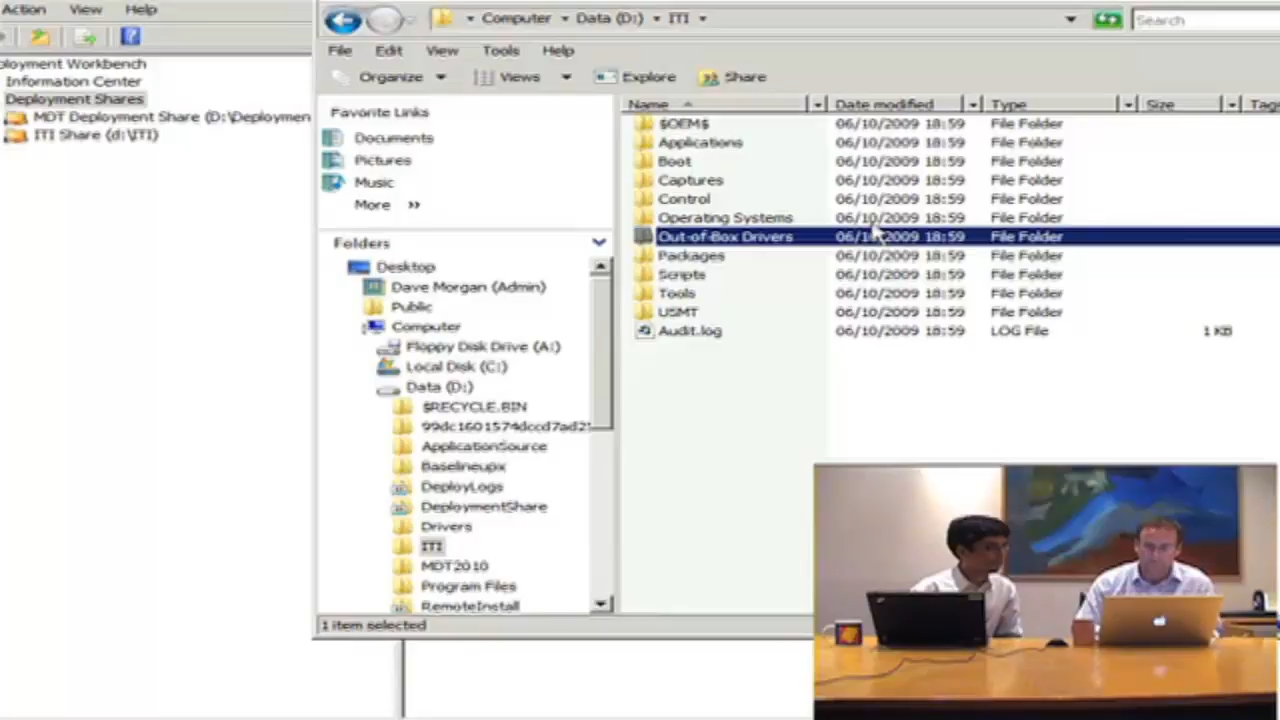 Action View Help
ployment Workbench
Information Center
Deployment Shares
MDT Deployment Share (D:\Deploymen
ITI Share (d:\ITI)
Computer Data (D:) ITI
Search
File Edit View Tools Help
Organize Views Explore Share
Favorite Links
Documents
Pictures
Music
More »
Folders
Desktop
Dave Morgan (Admin)
Public
Computer
Floppy Disk Drive (A:)
Local Disk (C:)
Data (D:)
$RECYCLE.BIN
99dc1601574dccd7ad2
ApplicationSource
Baselineupx
DeployLogs
DeploymentShare
Drivers
ITI
MDT2010
Program Files
RemoteInstall
Name Date modified Type Size Tags
$OEM$ 06/10/2009 18:59 File Folder
Applications 06/10/2009 18:59 File Folder
Boot 06/10/2009 18:59 File Folder
Captures 06/10/2009 18:59 File Folder
Control 06/10/2009 18:59 File Folder
Operating Systems 06/10/2009 18:59 File Folder
Out-of-Box Drivers 06/10/2009 18:59 File Folder
Packages 06/10/2009 18:59 File Folder
Scripts 06/10/2009 18:59 File Folder
Tools 06/10/2009 18:59 File Folder
USMT 06/10/2009 18:59 File Folder
Audit.log 06/10/2009 18:59 LOG File 1 KB
1 item selected